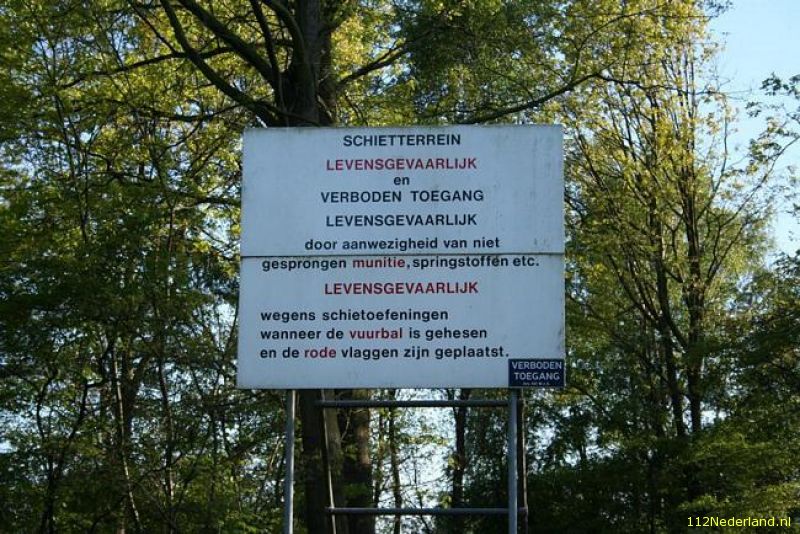 SCHIETTERREIN
LEVENSGEVAARLIJK
en
VERBODEN TOEGANG
LEVENSGEVAARLIJK
door aanwezigheid van niet
gesprongen munitie, springstoffen etc.
LEVENSGEVAARLIJK
wegens schietoefeningen
wanneer de vuurbal is gehesen
en de rode vlaggen zijn geplaatst.
VERBODEN
TOEGANG
112Nederland.nl